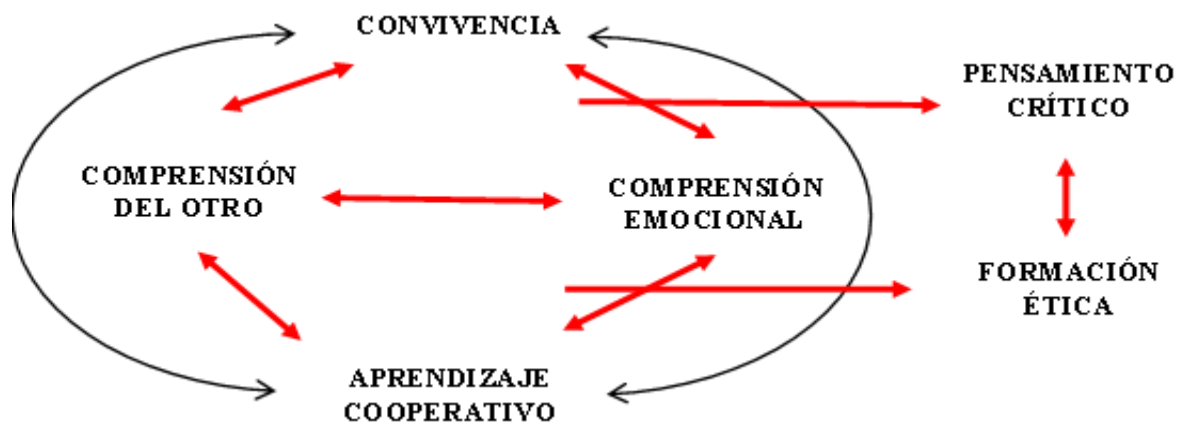 CONVIVENCIA
PENSAMIENTO
CRÍTICO
COMPRENSIÓN
DEL OTRO
COMPRENSIÓN
EMOCIONAL
FORMACIÓN
ÉTICA
APRENDIZAJE
COOPERATIVO